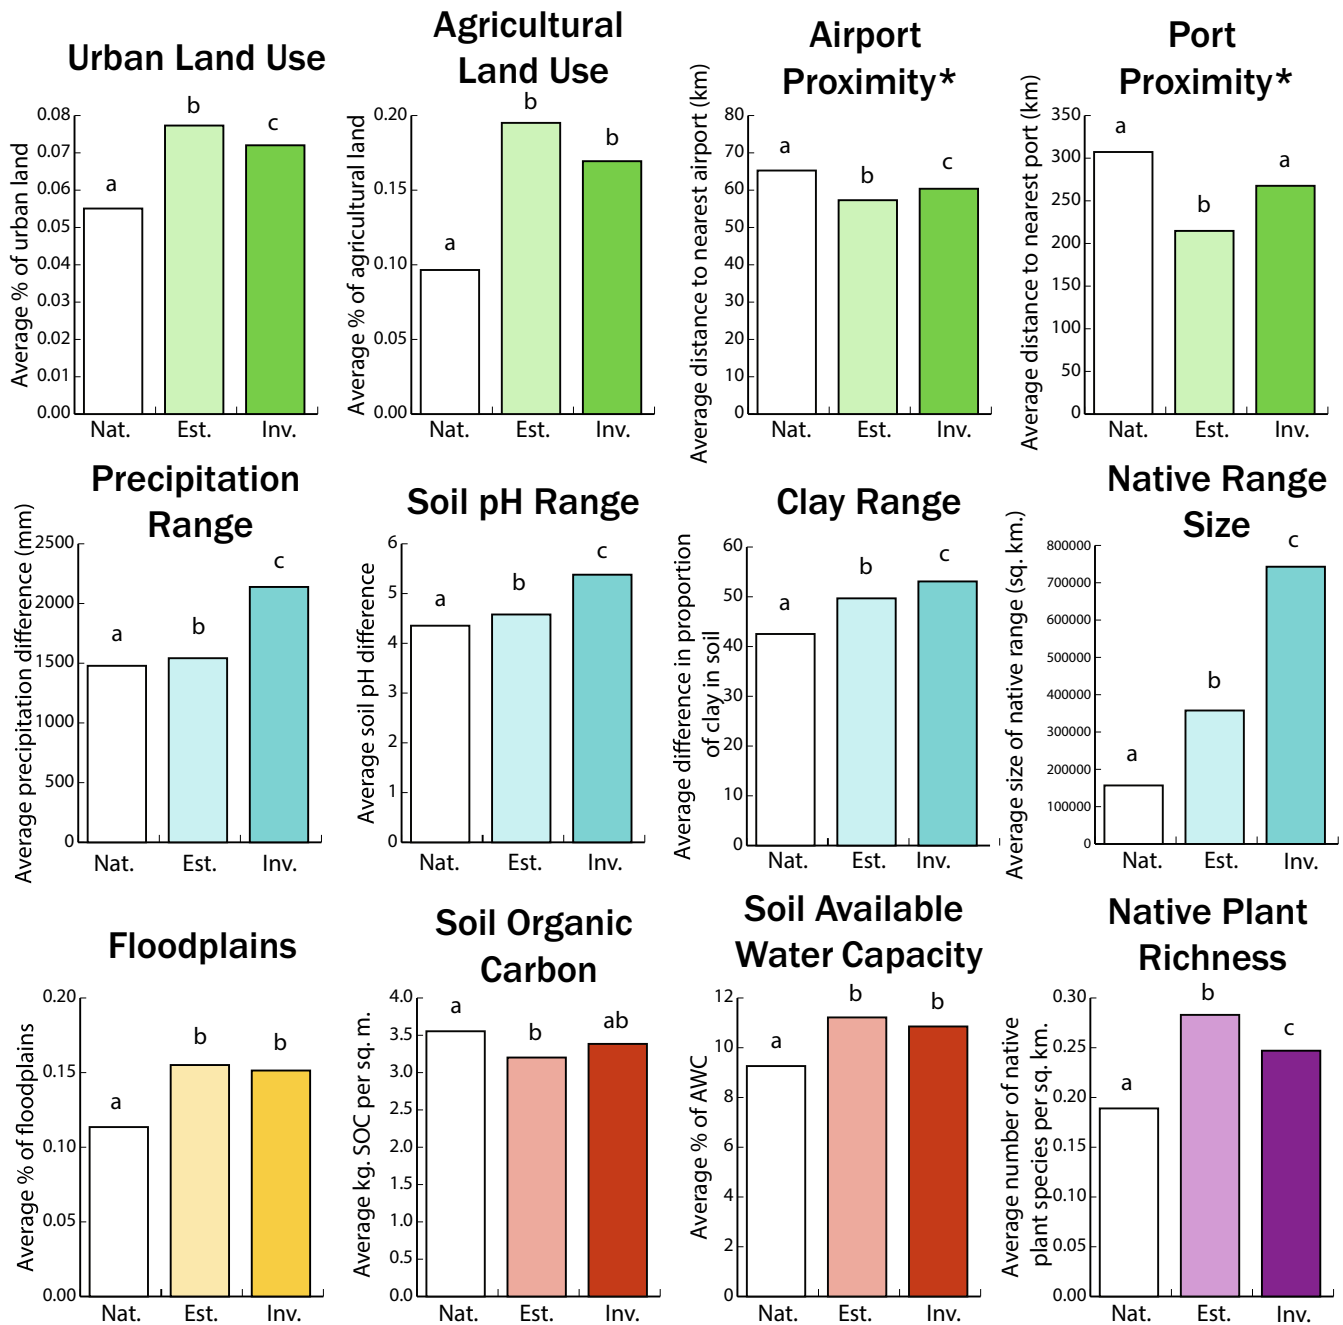 Urban Land Use
Average % of urban land
0.08
0.07
0.06
0.05
0.04
0.03
0.02
0.01
0.00
a
b
c
Nat.
Est.
Inv.
Agricultural
Land Use
Average % of agricultural land
0.20
0.15
0.10
0.05
0.00
a
b
b
Nat.
Est.
Inv.
Airport
Proximity*
Average distance to nearest airport (km)
80
70
60
50
40
30
20
10
0
a
b
c
Nat.
Est.
Inv.
Port
Proximity*
Average distance to nearest port (km)
350
300
250
200
150
100
50
0
a
b
a
Nat.
Est.
Inv.
Precipitation
Range
Average precipitation difference (mm)
2500
2000
1500
1000
500
0
a
b
c
Nat.
Est.
Inv.
Soil pH Range
Average soil pH difference
6
5
4
3
2
1
0
a
b
c
Nat.
Est.
Inv.
Clay Range
Average difference in proportion
of clay in soil
60
50
40
30
20
10
0
a
b
c
Nat.
Est.
Inv.
Native Range
Size
Average size of native range (sq. km.)
800000
700000
600000
500000
400000
300000
200000
100000
0
a
b
c
Nat.
Est.
Inv.
Floodplains
Average % of floodplains
0.20
0.15
0.10
0.05
0.00
a
b
b
Nat.
Est.
Inv.
Soil Organic
Carbon
Average kg. SOC per sq. m.
4.0
3.5
3.0
2.5
2.0
1.5
1.0
0.5
0.0
a
b
ab
Nat.
Est.
Inv.
Soil Available
Water Capacity
Average % of AWC
12
10
8
6
4
2
0
a
b
b
Nat.
Est.
Inv.
Native Plant
Richness
Average number of native
plant species per sq. km.
0.30
0.25
0.20
0.15
0.10
0.05
0.00
a
b
c
Nat.
Est.
Inv.